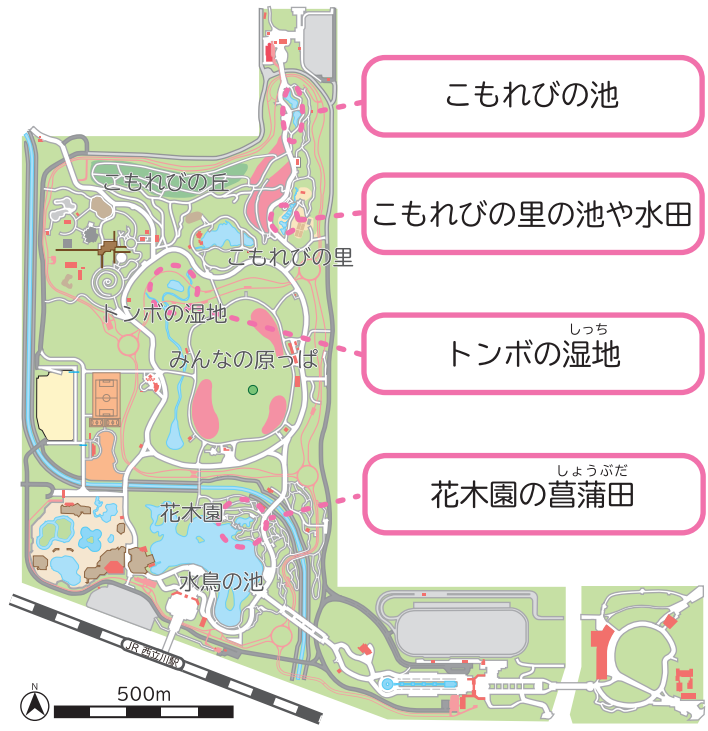 こもれびの池
こもれびの丘
こもれびの里の池や水田
こもれびの里
トンボの湿地
しっち
トンボの湿地
みんなの原っぱ
しょうぶだ
花木園の菖蒲田
花木園
水鳥の池
JR 西立川駅
N
500m